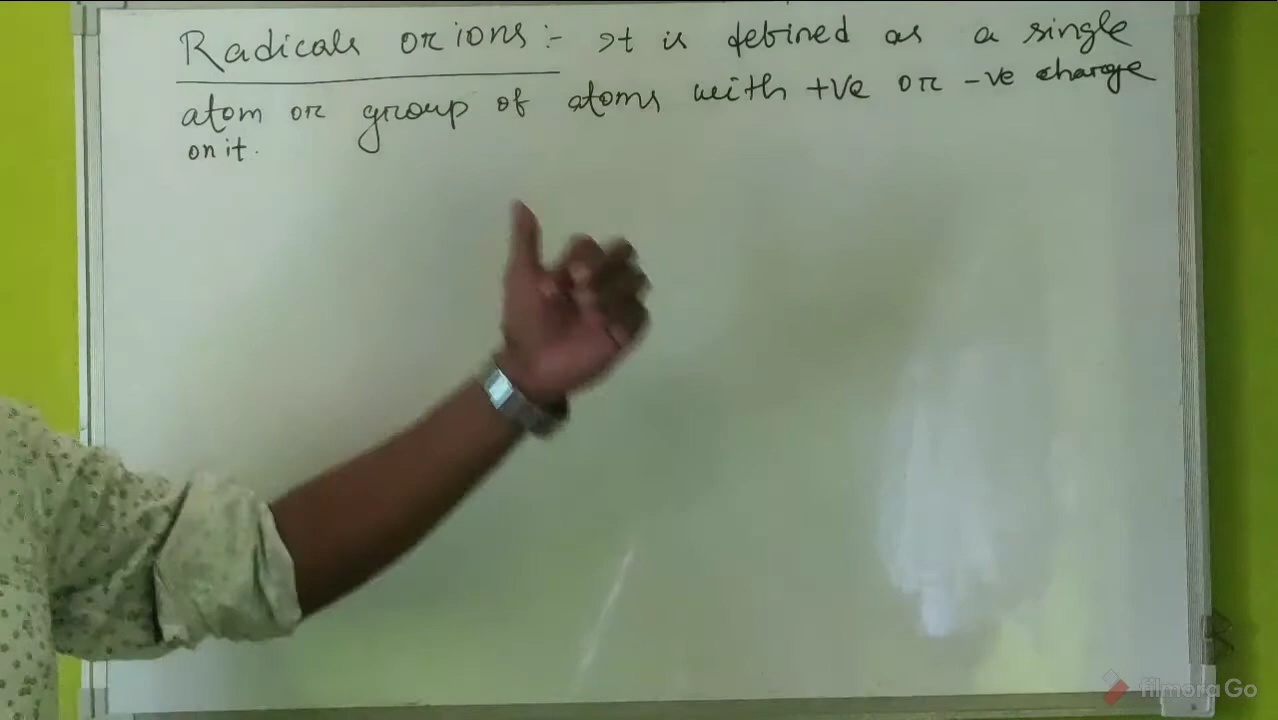 Radicals or ions :- It is defined as a single
atom or group of atoms with +ve or -ve charge
on it.
filmora Go